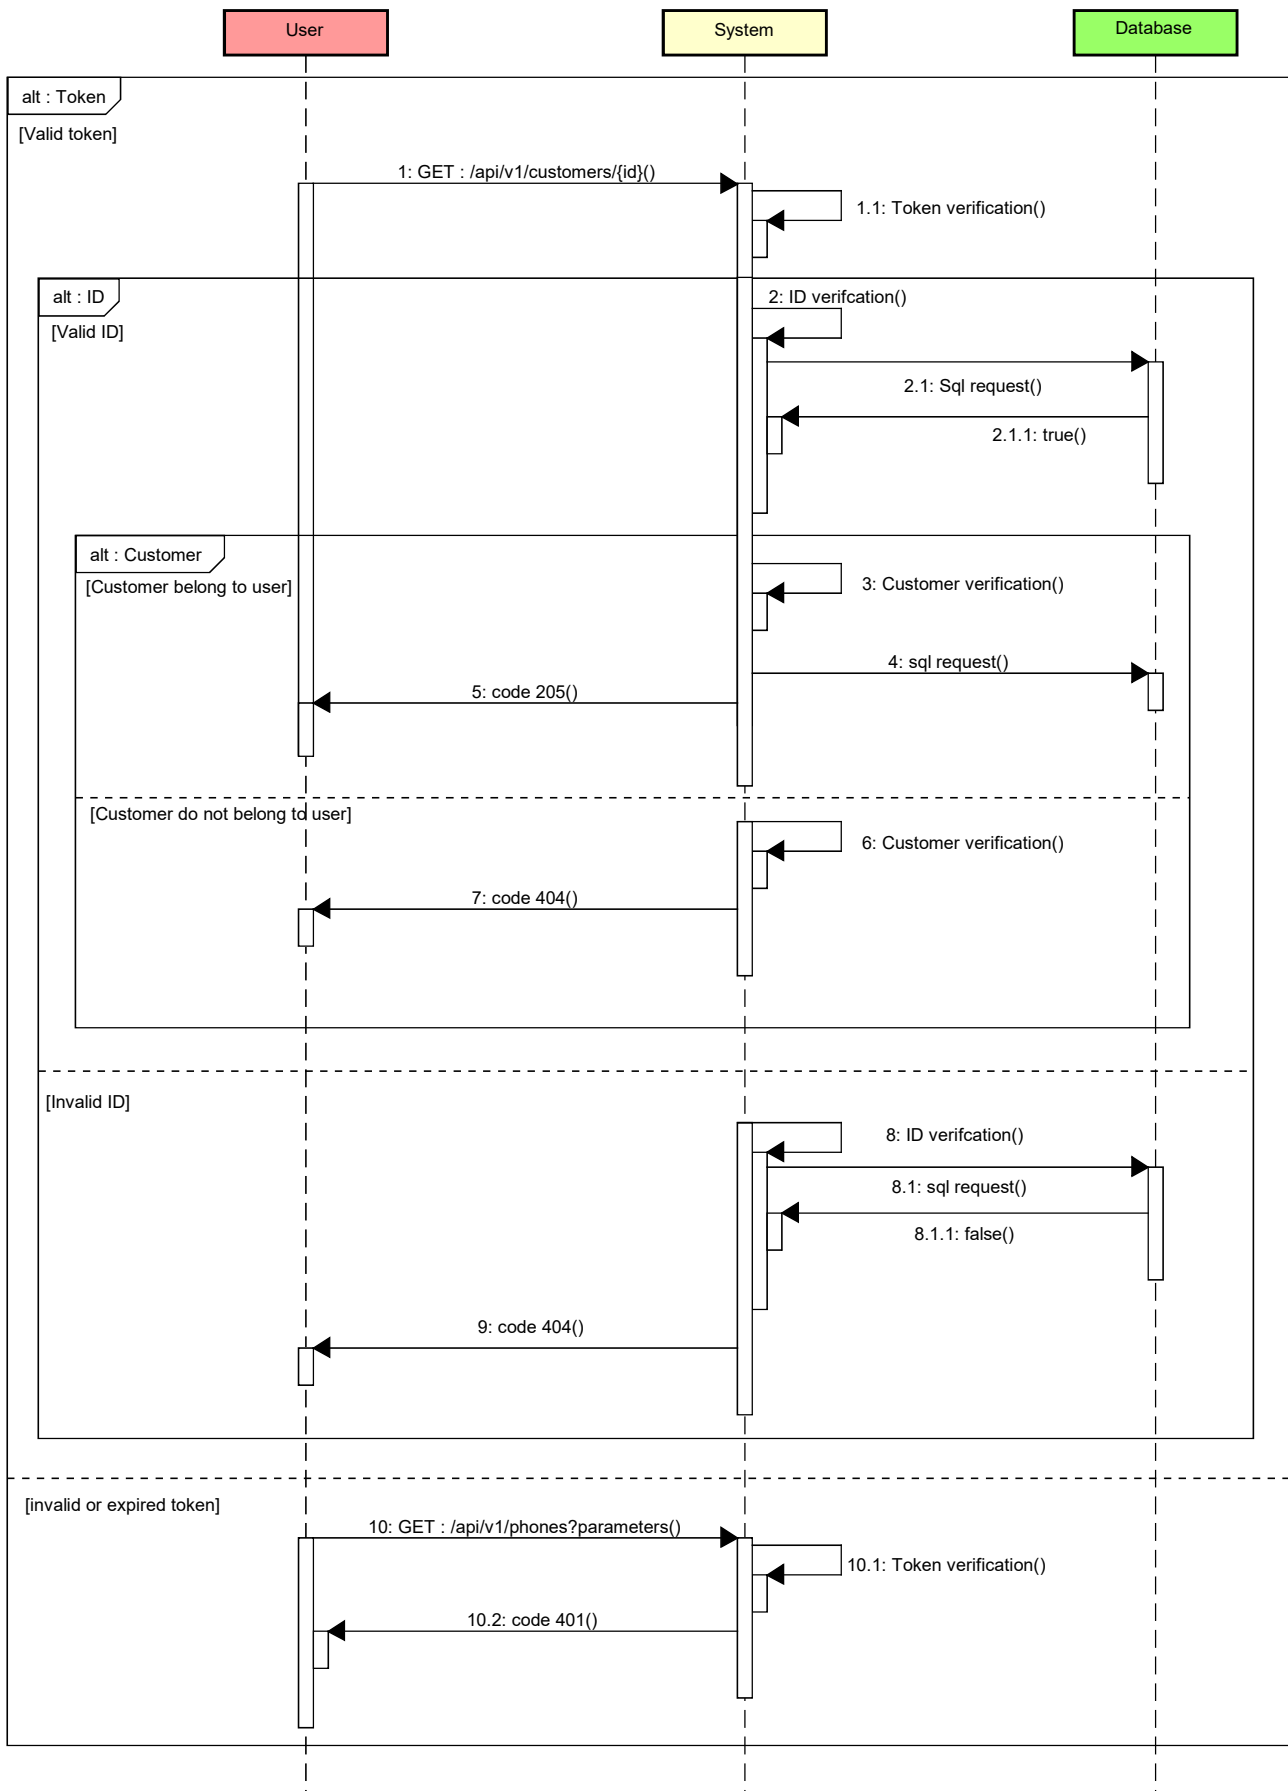 User
System
Database
alt : Token
[Valid token]
1: GET : /api/v1/customers/{id}()
1.1: Token verification()
alt : ID
2: ID verifcation()
[Valid ID]
2.1: Sql request()
2.1.1: true()
alt : Customer
[Customer belong to user]
3: Customer verification()
4: sql request()
5: code 205()
[Customer do not belong to user]
6: Customer verification()
7: code 404()
[Invalid ID]
8: ID verifcation()
8.1: sql request()
8.1.1: false()
9: code 404()
[invalid or expired token]
10: GET : /api/v1/phones?parameters()
10.1: Token verification()
10.2: code 401()